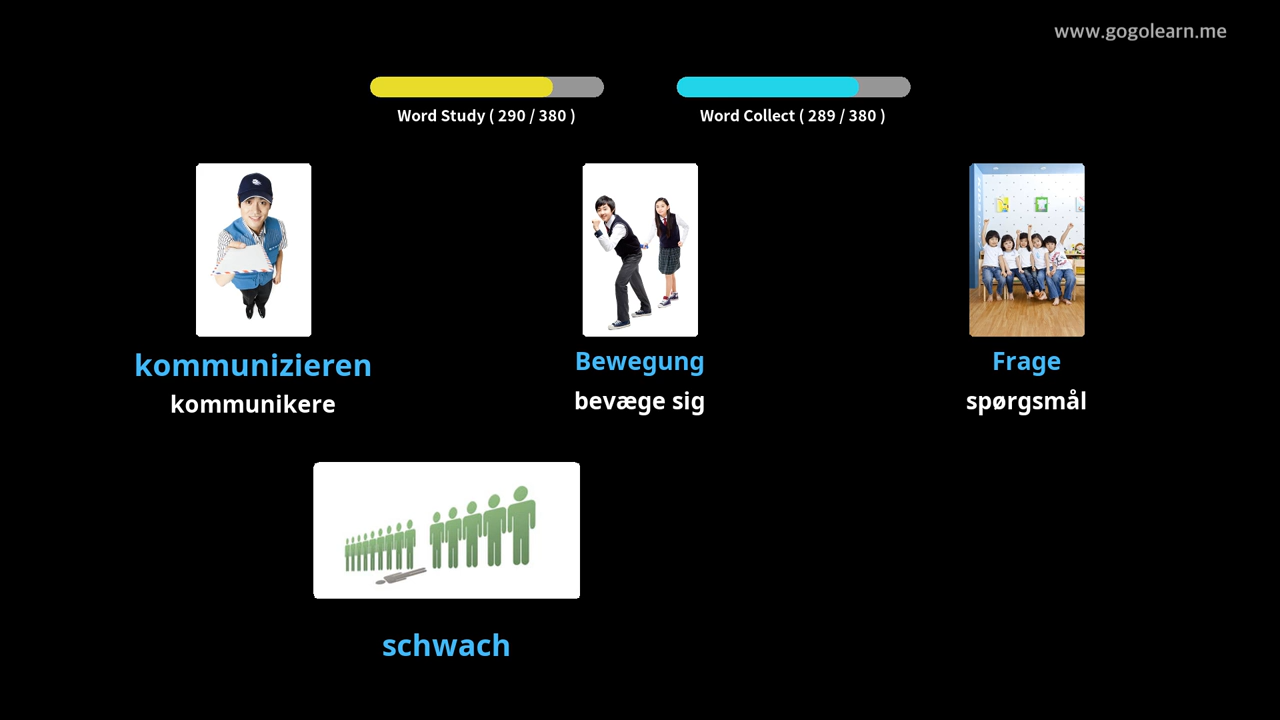 www.gogolearn.me
Word Study ( 290 / 380 )
Word Collect ( 289 / 380 )
kommunizieren
kommunikere
Bewegung
bevæge sig
Frage
spørgsmål
schwach